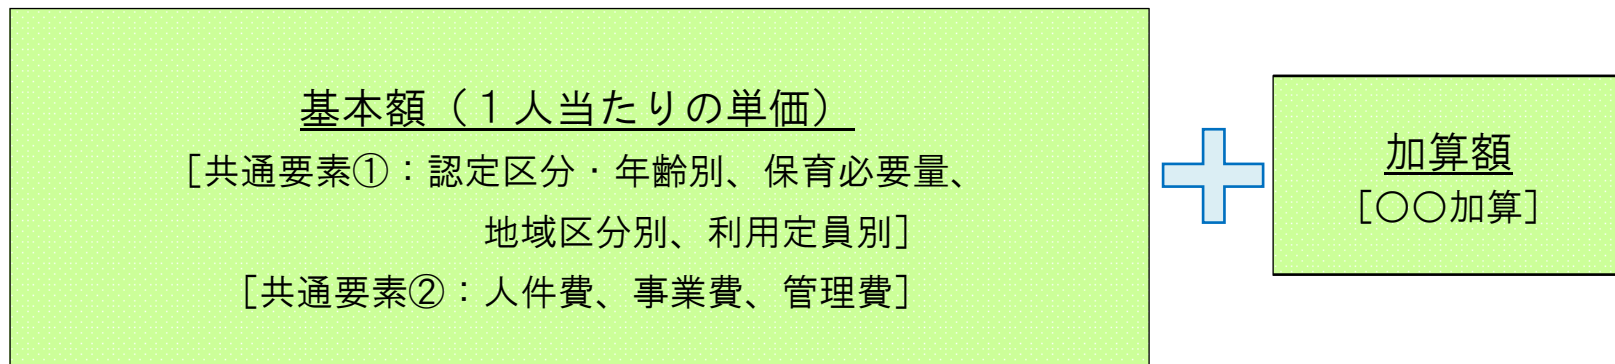 基本額（１人当たりの単価）
［共通要素①：認定区分・年齢別、保育必要量、
地域区分別、利用定員別］
［共通要素②：人件費、事業費、管理費］
加算額
［○○加算］